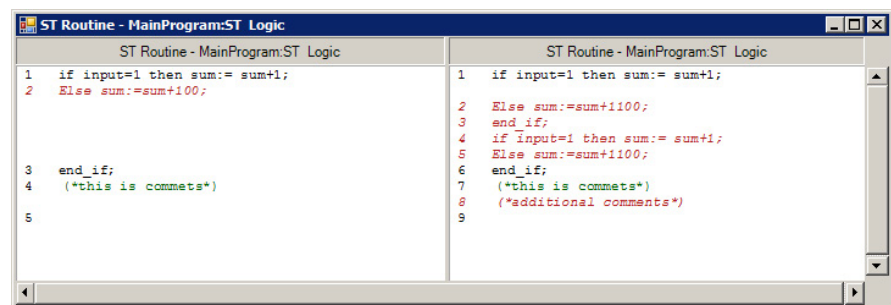 ST Routine - MainProgram:ST Logic
ST Routine - MainProgram:ST Logic
1 if input=1 then sum:= sum+1;
2 Else sum:=sum+100;
3 end_if;
4 (*this is commets*)
5
ST Routine - MainProgram:ST Logic
1 if input=1 then sum:= sum+1;
2 Else sum:=sum+1100;
3 end_if;
4 if input=1 then sum:= sum+1;
5 Else sum:=sum+1100;
6 end_if;
7 (*this is commets*)
8 (*additional comments*)
9